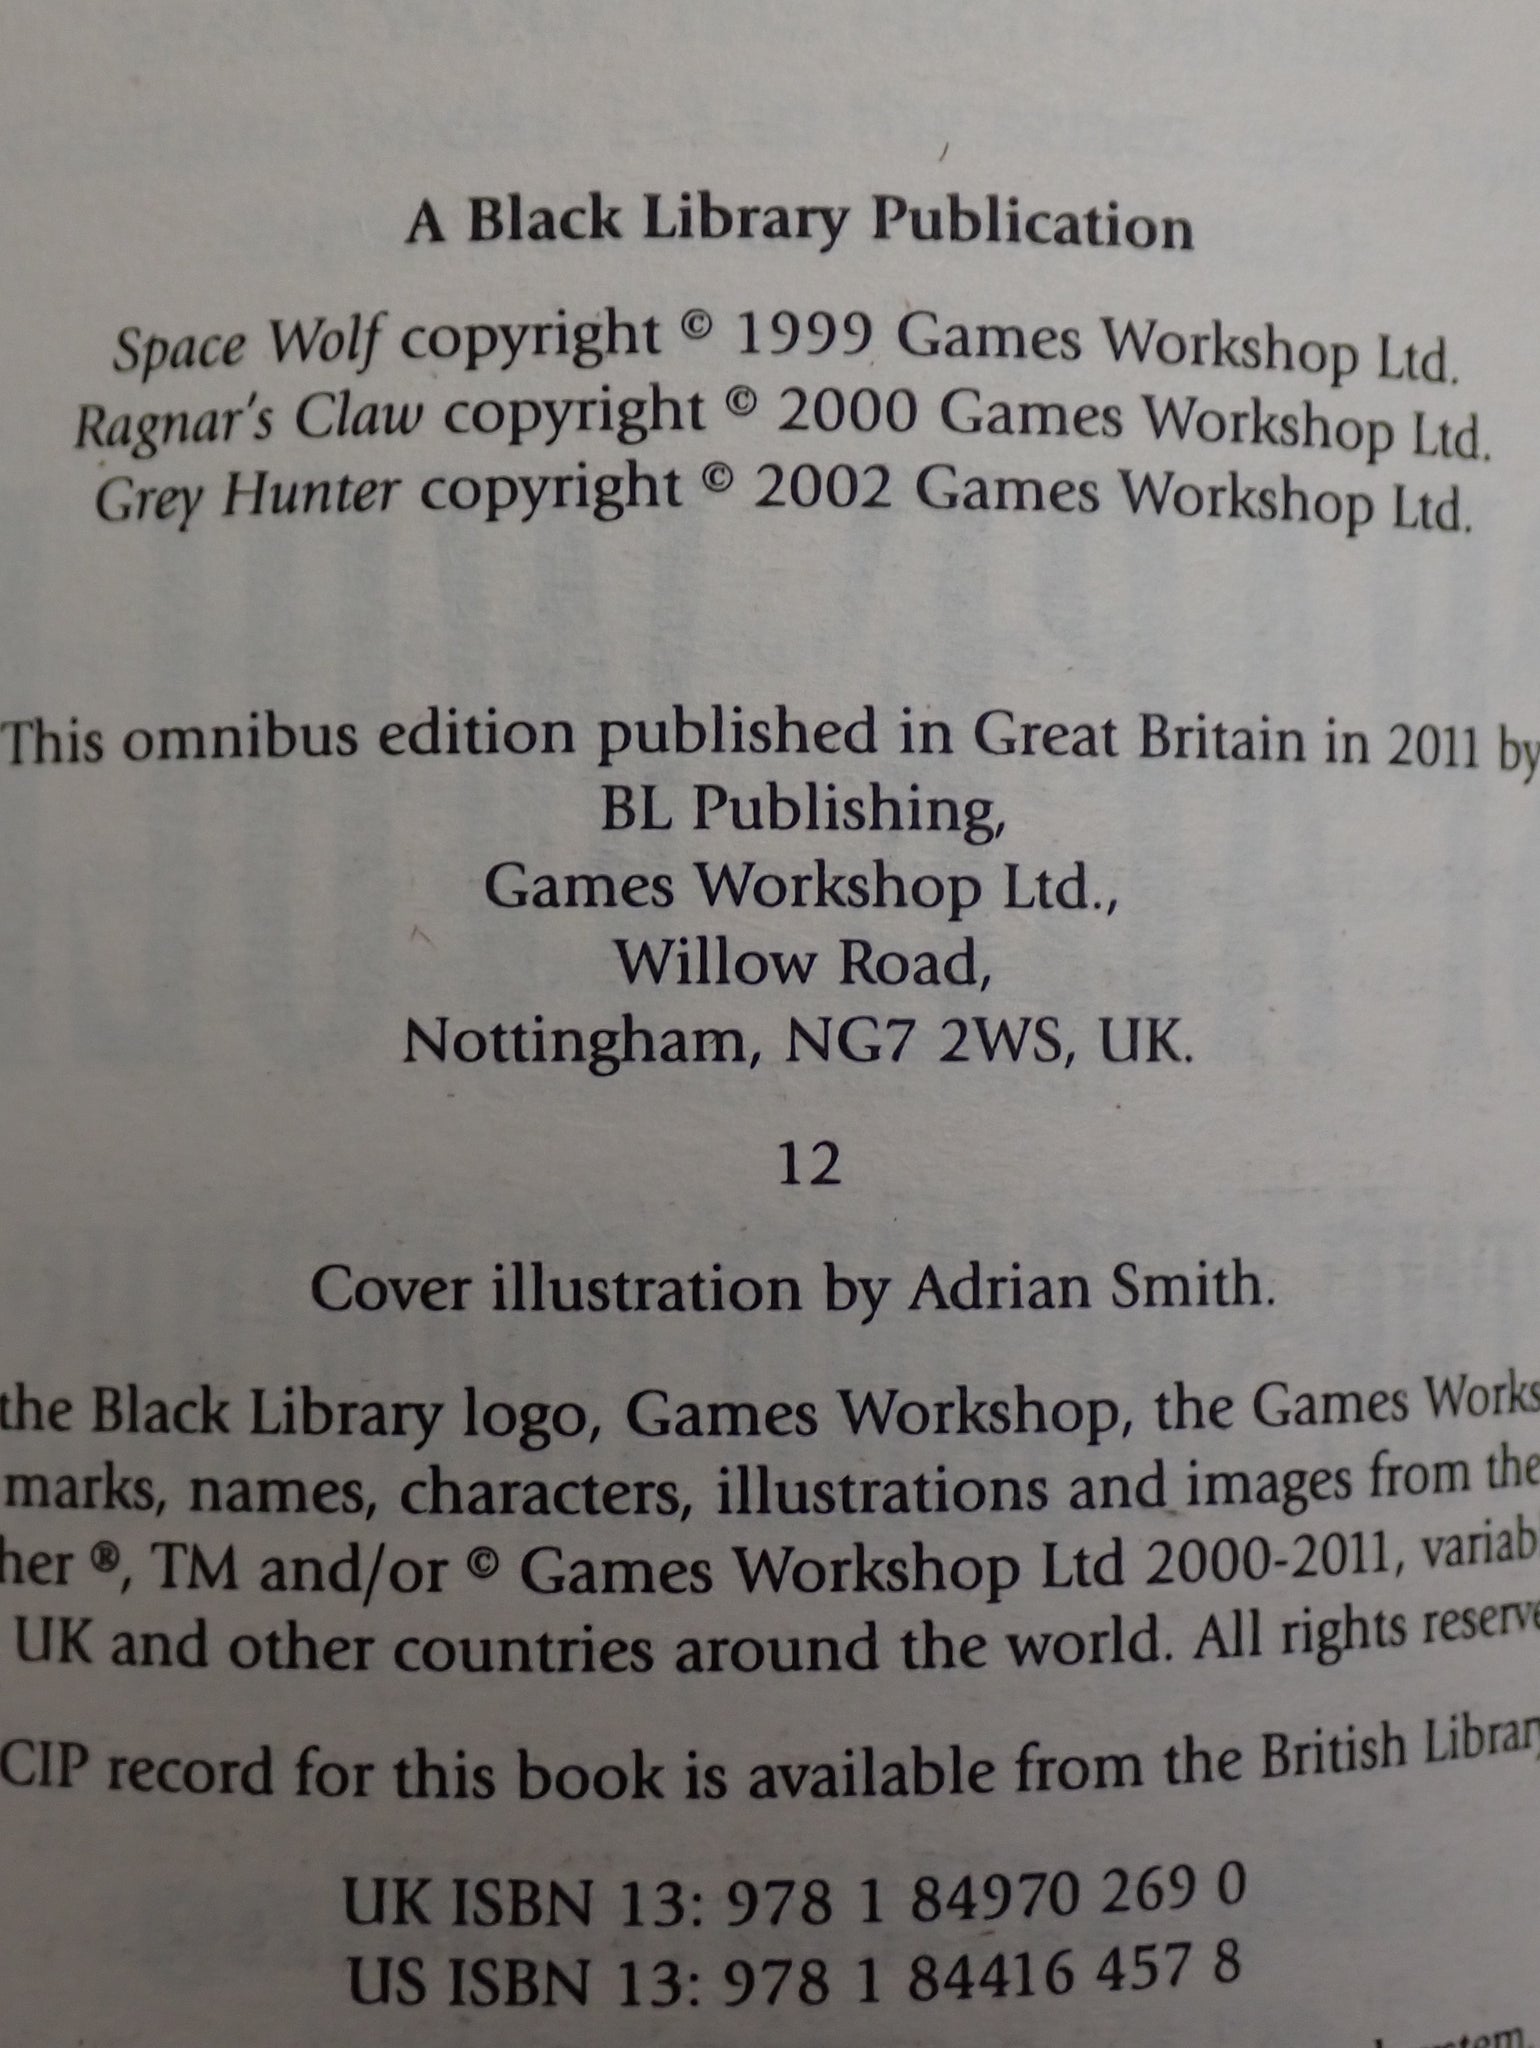 A Black Library Publication
Space Wolf copyright © 1999 Games Workshop Ltd.
Ragnar's Claw copyright © 2000 Games Workshop Ltd.
Grey Hunter copyright © 2002 Games Workshop Ltd.
This omnibus edition published in Great Britain in 2011 by
BL Publishing,
Games Workshop Ltd.,
Willow Road,
Nottingham, NG7 2WS, UK.
12
Cover illustration by Adrian Smith.
the Black Library logo, Games Workshop, the Games Works
marks, names, characters, illustrations and images from the
her ®, TM and/or © Games Workshop Ltd 2000-2011, variab
UK and other countries around the world. All rights reserve
CIP record for this book is available from the British Library
UK ISBN 13: 978 1 84970 269 0
US ISBN 13: 978 1 84416 457 8